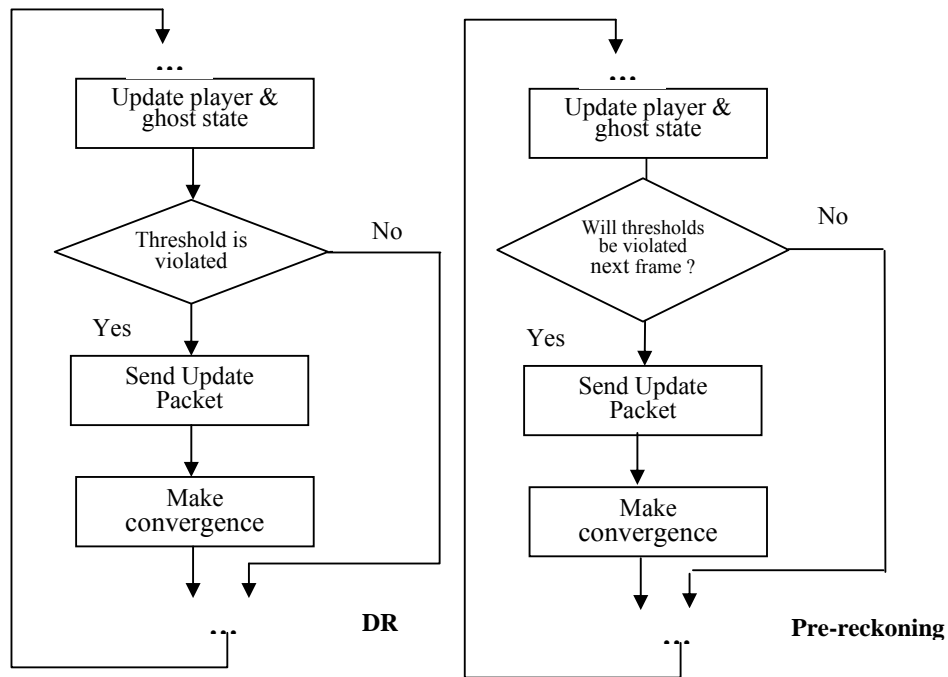 ...
Update player &
ghost state
Threshold is
violated
No
Yes
Send Update
Packet
Make
convergence
...
DR
...
Update player &
ghost state
Will thresholds
be violated
next frame ?
No
Yes
Send Update
Packet
Make
convergence
...
Pre-reckoning